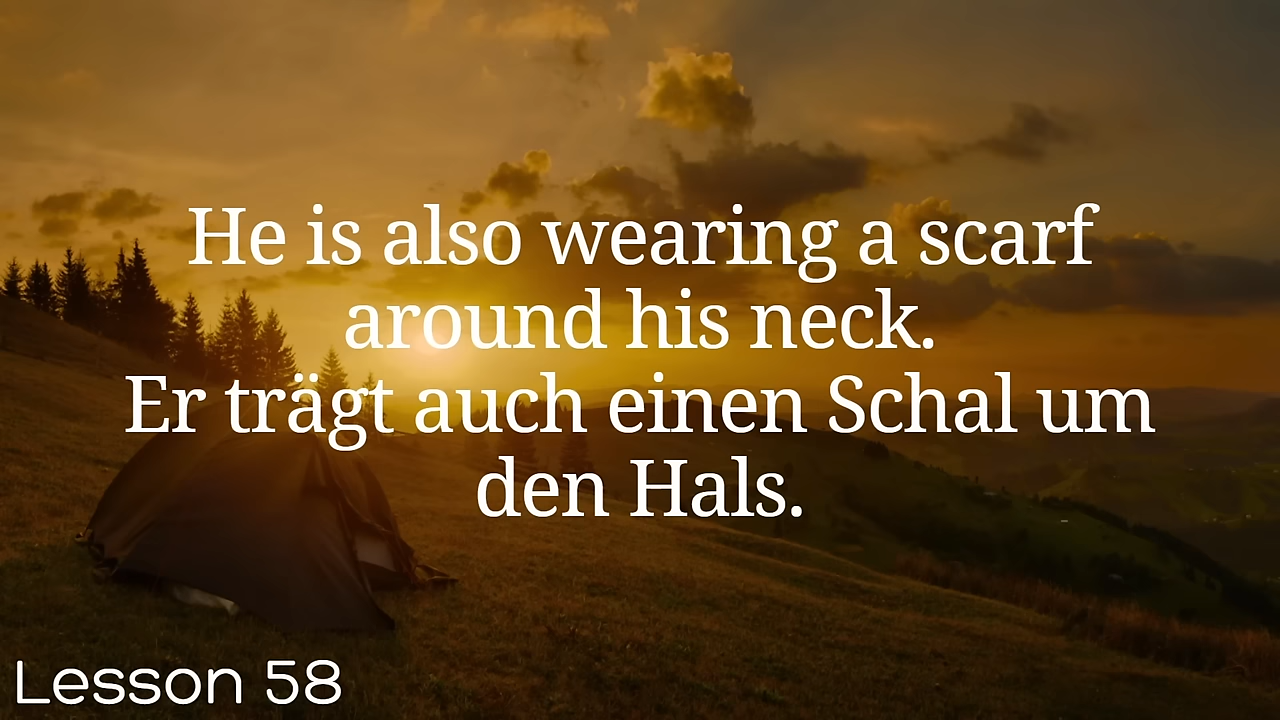 He is also wearing a scarf
around his neck.
Er trägt auch einen Schal um
den Hals.
Lesson 58